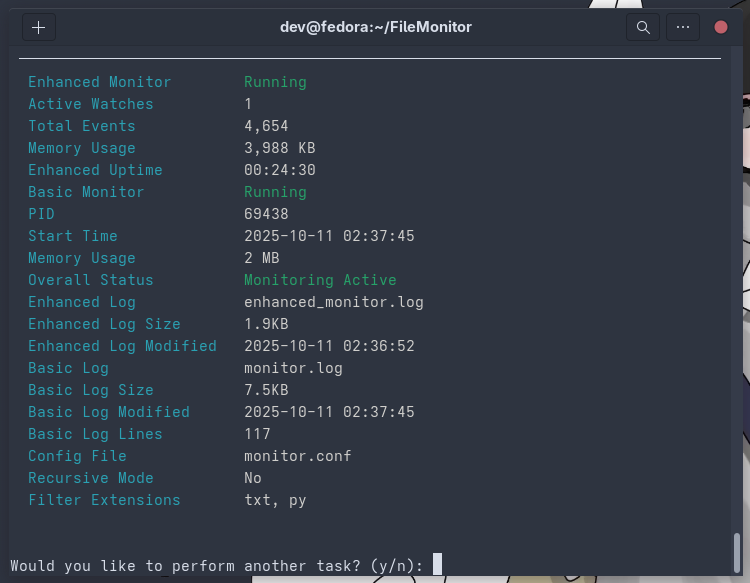 dev@fedora:~/FileMonitor
Enhanced Monitor Running
Active Watches 1
Total Events 4,654
Memory Usage 3,988 KB
Enhanced Uptime 00:24:30
Basic Monitor Running
PID 69438
Start Time 2025-10-11 02:37:45
Memory Usage 2 MB
Overall Status Monitoring Active
Enhanced Log enhanced_monitor.log
Enhanced Log Size 1.9KB
Enhanced Log Modified 2025-10-11 02:36:52
Basic Log monitor.log
Basic Log Size 7.5KB
Basic Log Modified 2025-10-11 02:37:45
Basic Log Lines 117
Config File monitor.conf
Recursive Mode No
Filter Extensions txt, py
Would you like to perform another task? (y/n):